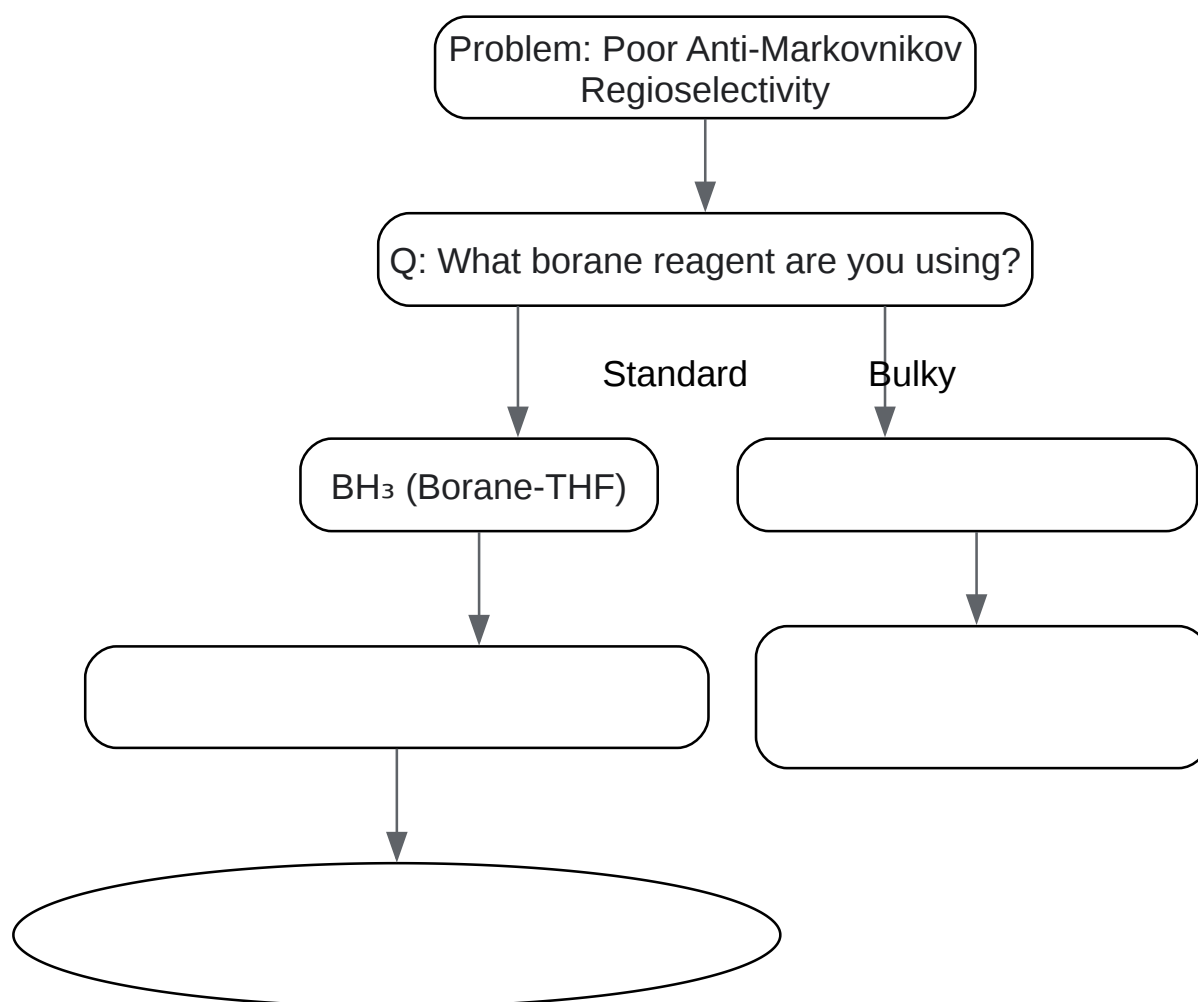 Problem: Poor Anti-Markovnikov
Regioselectivity
Q: What borane reagent are you using?
Standard
Bulky
BH₃ (Borane-THF)